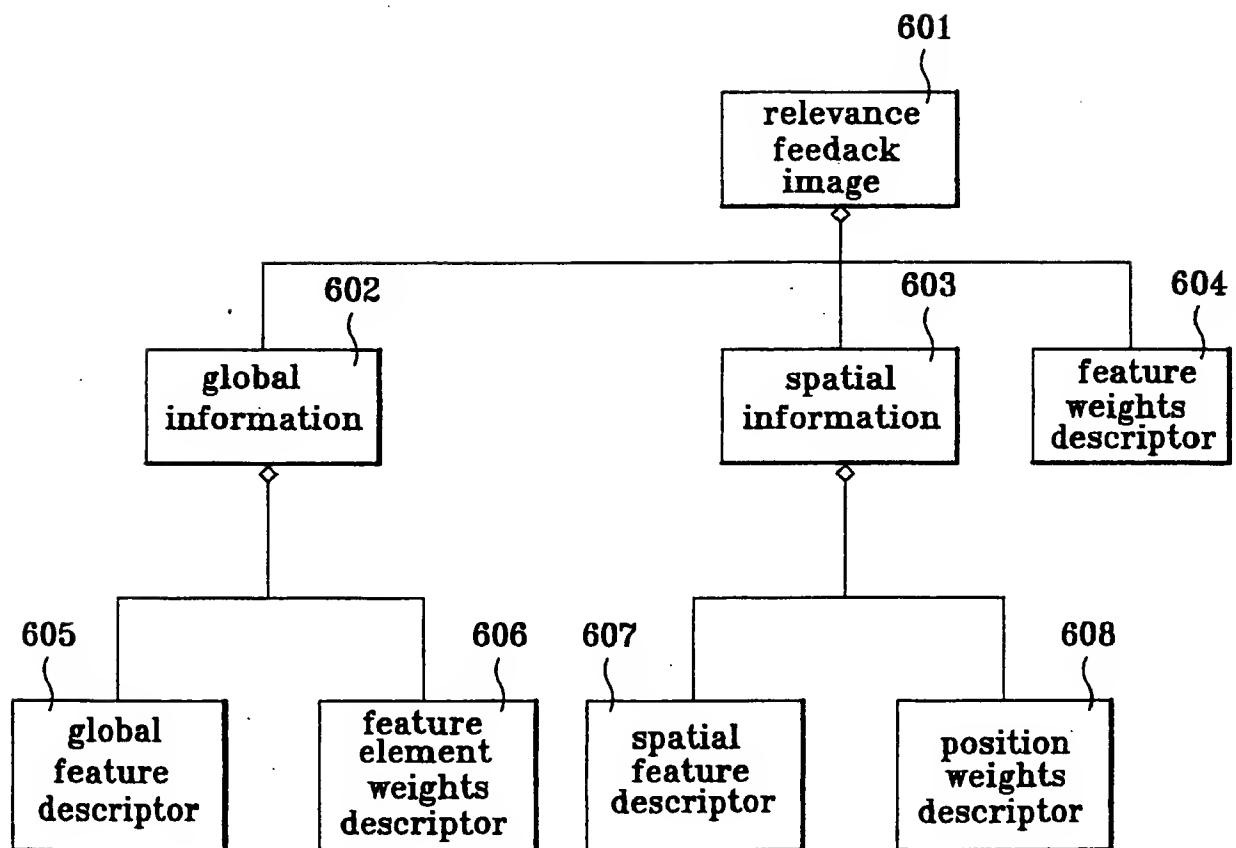 601
relevance
feedack
image
602
603
604
global
information
spatial
information
feature
weights
descriptor
605
606
607
608
global
feature
descriptor
feature
element
weights
descriptor
spatial
feature
descriptor
position
weights
descriptor